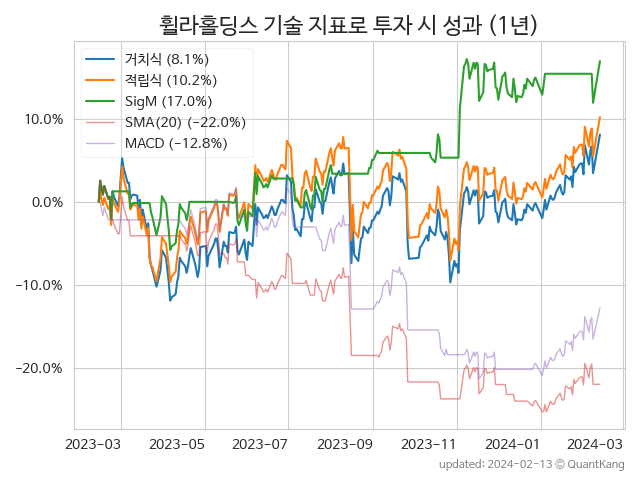 휠라홀딩스 기술 지표로 투자 시 성과 (1년)
거치식 (8.1%)
적립식 (10.2%)
SigM (17.0%)
SMA(20) (−22.0%)
MACD (−12.8%)
10.0%
0.0%
−10.0%
−20.0%
2023-03 2023-05 2023-07 2023-09 2023-11 2024-01 2024-03
updated: 2024-02-13 ⓒ QuantKang